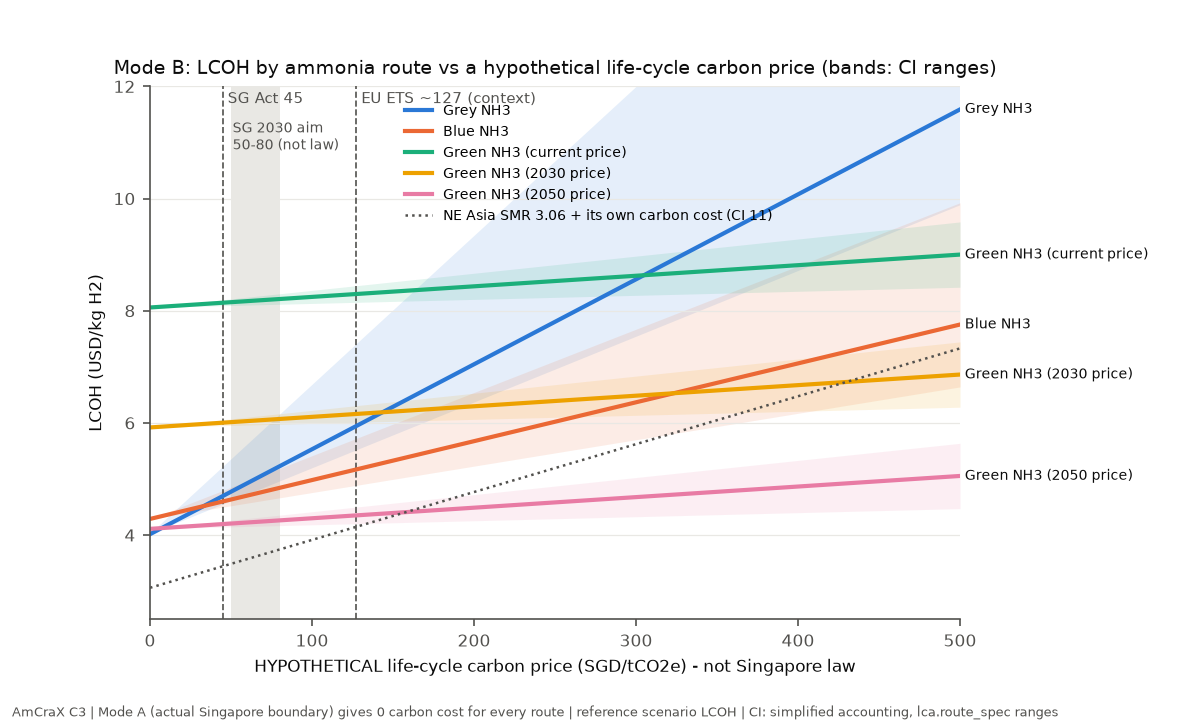 Mode B: LCOH by ammonia route vs a hypothetical life-cycle carbon price (bands: CI ranges)
12
10
8
6
4
LCOH (USD/kg H2)
SG Act 45
EU ETS ~127 (context)
SG 2030 aim
50-80 (not law)
Grey NH3
Blue NH3
Green NH3 (current price)
Green NH3 (2030 price)
Green NH3 (2050 price)
NE Asia SMR 3.06 + its own carbon cost (CI 11)
Grey NH3
Green NH3 (current price)
Blue NH3
Green NH3 (2030 price)
Green NH3 (2050 price)
0 100 200 300 400 500
HYPOTHETICAL life-cycle carbon price (SGD/tCO2e) - not Singapore law
AmCraX C3 | Mode A (actual Singapore boundary) gives 0 carbon cost for every route | reference scenario LCOH | CI: simplified accounting, lca.route_spec ranges